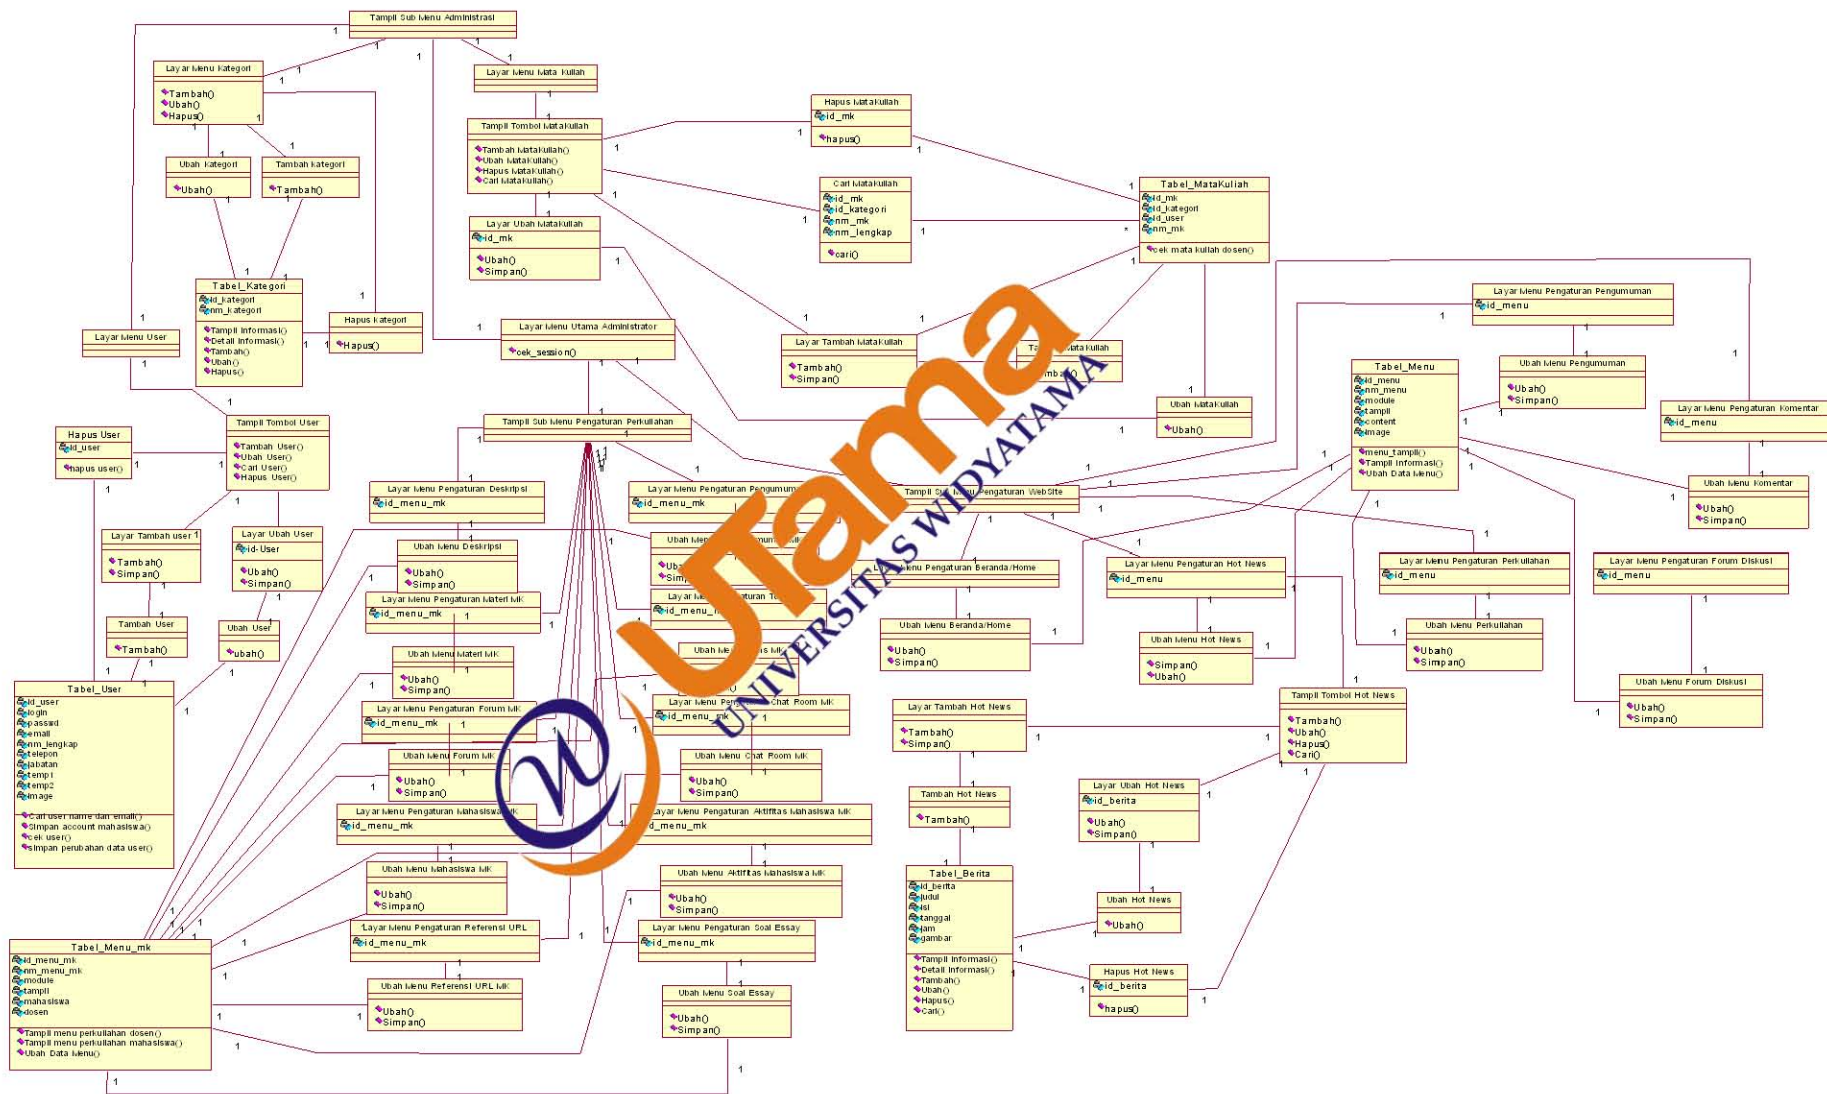 Tampil Sub Menu Administrasi
Layar Menu Kategori
Tambah()
Ubah()
Hapus()
Layar Menu Mata Kuliah
Ubah Kategori
Ubah()
Tambah kategori
Tambah()
Tampil Tombol MataKuliah
Tambah MataKuliah()
Ubah MataKuliah()
Hapus MataKuliah()
Cari MataKuliah()
Hapus MataKuliah
id_mk
hapus()
Cari MataKuliah
id_mk
id_kategori
nm_mk
nm_lengkap
cari()
Tabel_MataKuliah
id_mk
id_kategori
id_user
nm_mk
cek mata kuliah dosen()
Layar Ubah MataKuliah
id_mk
Ubah()
Simpan()
Tabel_Kategori
id_kategori
nm_kategori
Tampil Informasi()
Detail Informasi()
Tambah()
Ubah()
Hapus()
Hapus kategori
Hapus()
Layar Menu User
Layar Menu Utama Administrator
cek_session()
Layar Tambah MataKuliah
Tambah()
Simpan()
Ubah MataKuliah
Ubah()
Layar Menu Pengaturan Pengumuman
id_menu
Ubah Menu Pengumuman
Ubah()
Simpan()
Tabel_Menu
id_menu
nm_menu
module
tampil
content
image
menu_tampil()
Tampil Informasi()
Ubah Data Menu()
Layar Menu Pengaturan Komentar
id_menu
Ubah Menu Komentar
Ubah()
Simpan()
Tampil Sub Menu Pengaturan Perkuliahan
Hapus User
id_user
hapus user()
Tampil Tombol User
Tambah User()
Ubah User()
Cari User()
Hapus User()
Layar Menu Pengaturan Deskripsi
id_menu_mk
Layar Menu Pengaturan
id_menu_mk
Tampil Sub Menu Pengaturan WebSite
Layar Tambah user
Tambah()
Simpan()
Layar Ubah User
id-User
Ubah()
Simpan()
Ubah Menu Deskripsi
Ubah()
Simpan()
Layar Menu Pengaturan Materi MK
id_menu_mk
Menu Pengaturan Beranda/Home
Layar Menu Pengaturan Hot News
id_menu
Layar Menu Pengaturan Perkuliahan
id_menu
Layar Menu Pengaturan Forum Diskusi
id_menu
Tambah User
Tambah()
Ubah User
ubah()
Ubah Menu Materi MK
Ubah()
Simpan()
Ubah Menu Beranda/Home
Ubah()
Simpan()
Ubah Menu Hot News
Simpan()
Ubah()
Ubah Menu Perkuliahan
Ubah()
Simpan()
Ubah Menu Forum Diskusi
Ubah()
Simpan()
Tabel_User
id_user
login
passwd
email
nm_lengkap
telepon
jabatan
temp1
temp2
image
Cari user name dan email()
Simpan account mahasiswa()
cek user()
simpan perubahan data user()
Layar Menu Pengaturan Forum MK
id_menu_mk
Layar Menu
Chat Room MK
id_menu_mk
Ubah Menu Forum MK
Ubah()
Simpan()
Ubah Menu Chat Room MK
Ubah()
Simpan()
Layar Tambah Hot News
Tambah()
Simpan()
Tampil Tombol Hot News
Tambah()
Ubah()
Hapus()
Cari()
Layar Menu Pengaturan Mahasiswa MK
id_menu_mk
Layar Menu Pengaturan Aktifitas Mahasiswa MK
id_menu_mk
Tambah Hot News
Tambah()
Layar Ubah Hot News
id_berita
Ubah()
Simpan()
Ubah Menu Mahasiswa MK
Ubah()
Simpan()
Ubah Menu Aktifitas Mahasiswa MK
Ubah()
Simpan()
Tabel_Berita
id_berita
judul
isi
tanggal
jam
gambar
Tampil Informasi()
Detail Informasi()
Tambah()
Ubah()
Hapus()
Cari()
Ubah Hot News
Ubah()
Hapus Hot News
id_berita
hapus()
Layar Menu Pengaturan Referensi URL
id_menu_mk
Layar Menu Pengaturan Soal Essay
id_menu_mk
Tabel_Menu_mk
id_menu_mk
nm_menu_mk
module
tampil
mahasiswa
dosen
Tampil menu perkuliahan dosen()
Tampil menu perkuliahan mahasiswa()
Ubah Data Menu()
Ubah Menu Referensi URL MK
Ubah()
Simpan()
Ubah Menu Soal Essay
Ubah()
Simpan()
UTama
UNIVERSITAS WIDYATAMA